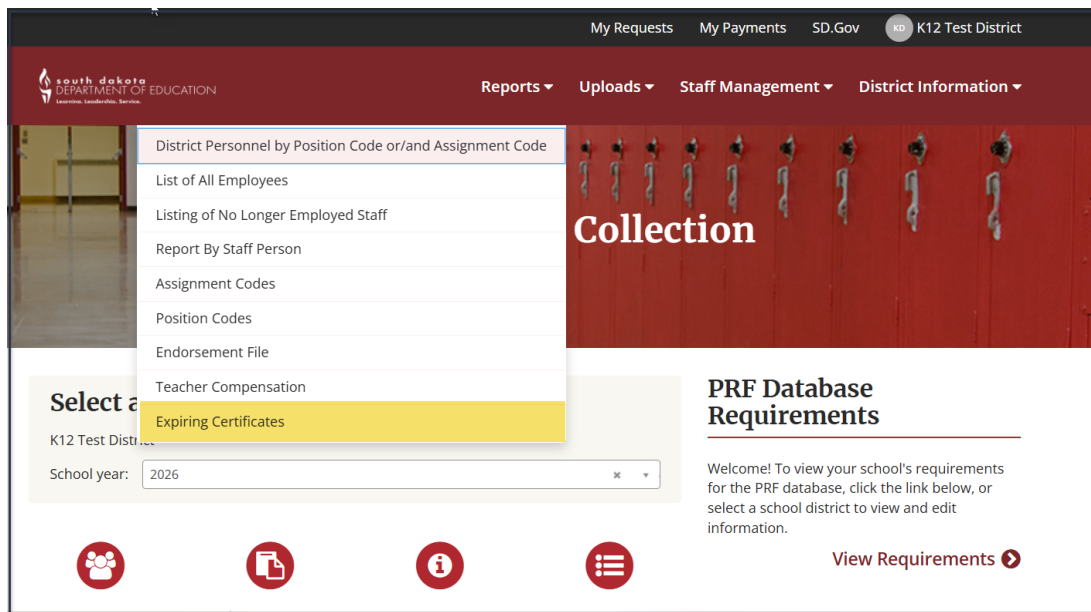 My Requests My Payments SD.Gov KD K12 Test District
south dakota
DEPARTMENT OF EDUCATION
Learning. Leadership. Service.
Reports Uploads Staff Management District Information
District Personnel by Position Code or/and Assignment Code
List of All Employees
Listing of No Longer Employed Staff
Report By Staff Person
Assignment Codes
Position Codes
Endorsement File
Teacher Compensation
Expiring Certificates
Collection
Select a
K12 Test District
School year: 2026
PRF Database
Requirements
Welcome! To view your school's requirements
for the PRF database, click the link below, or
select a school district to view and edit
information.
View Requirements